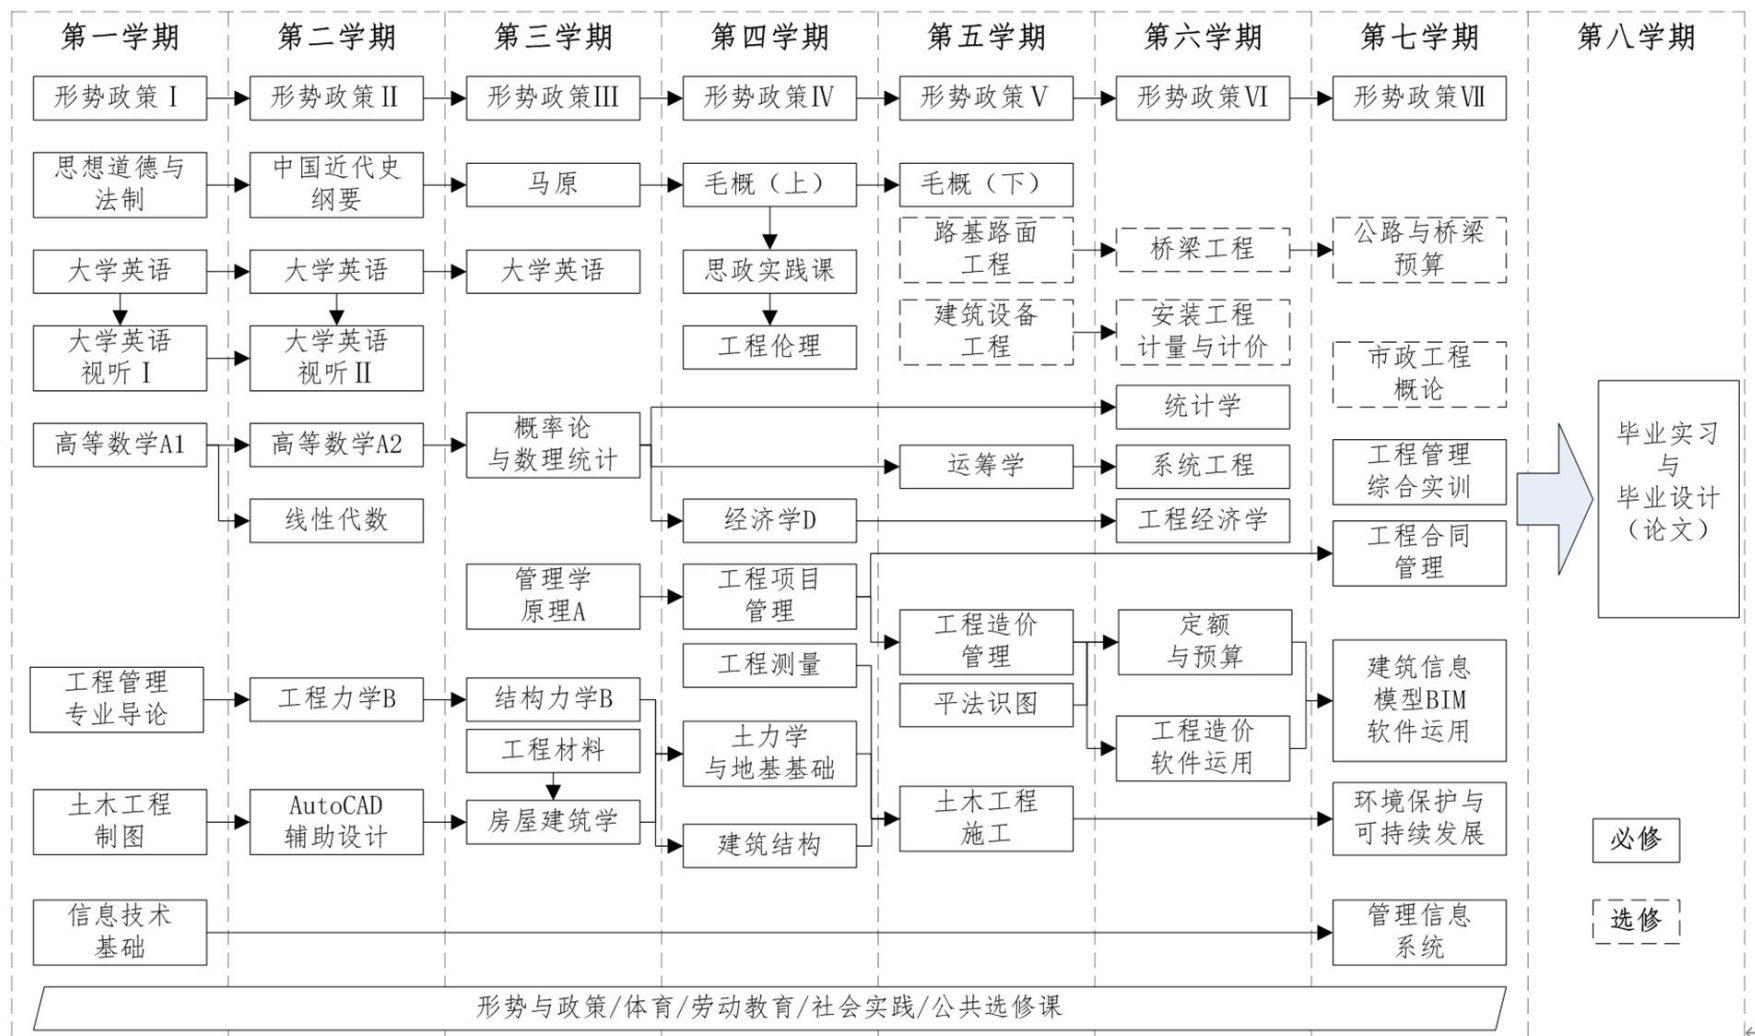 第一学期
第二学期
第三学期
第四学期
第五学期
第六学期
第七学期
第八学期
形势政策Ⅰ
形势政策Ⅱ
形势政策Ⅲ
形势政策Ⅳ
形势政策Ⅴ
形势政策Ⅵ
形势政策Ⅶ
思想道德与
法制
中国近代史
纲要
马原
毛概（上）
毛概（下）
路基路面
工程
桥梁工程
公路与桥梁
预算
大学英语
大学英语
大学英语
思政实践课
建筑设备
工程
安装工程
计量与计价
大学英语
视听Ⅰ
大学英语
视听Ⅱ
工程伦理
市政工程
概论
统计学
高等数学A1
高等数学A2
概率论
与数理统计
运筹学
系统工程
工程管理
综合实训
毕业实习
与
毕业设计
（论文）
线性代数
经济学D
工程经济学
工程合同
管理
管理学
原理A
工程项目
管理
工程造价
管理
定额
与预算
工程测量
工程管理
专业导论
工程力学B
结构力学B
平法识图
建筑信息
模型BIM
软件运用
工程材料
土力学
与地基基础
工程造价
软件运用
土木工程
制图
AutoCAD
辅助设计
房屋建筑学
建筑结构
土木工程
施工
环境保护与
可持续发展
必修
信息技术
基础
管理信息
系统
选修
形势与政策/体育/劳动教育/社会实践/公共选修课